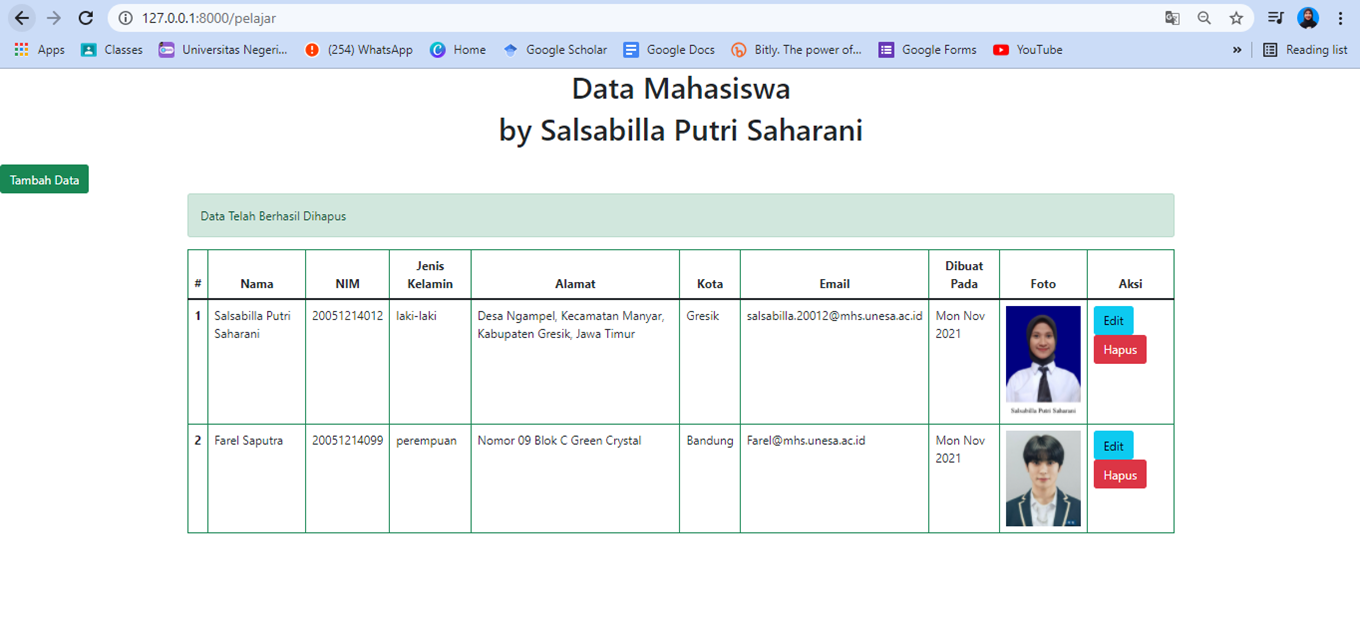 127.0.0.1:8000/pelajar
Apps Classes Universitas Negeri... (254) WhatsApp Home Google Scholar Google Docs Bitly. The power of... Google Forms YouTube » Reading list
Data Mahasiswa
by Salsabilla Putri Saharani
Tambah Data
Data Telah Berhasil Dihapus
# Nama NIM Jenis Kelamin Alamat Kota Email Dibuat Pada Foto Aksi
1 Salsabilla Putri Saharani 20051214012 laki-laki Desa Ngampel, Kecamatan Manyar, Kabupaten Gresik, Jawa Timur Gresik salsabilla.20012@mhs.unesa.ac.id Mon Nov 2021 Salsabilla Putri Saharani Edit Hapus
2 Farel Saputra 20051214099 perempuan Nomor 09 Blok C Green Crystal Bandung Farel@mhs.unesa.ac.id Mon Nov 2021 Edit Hapus